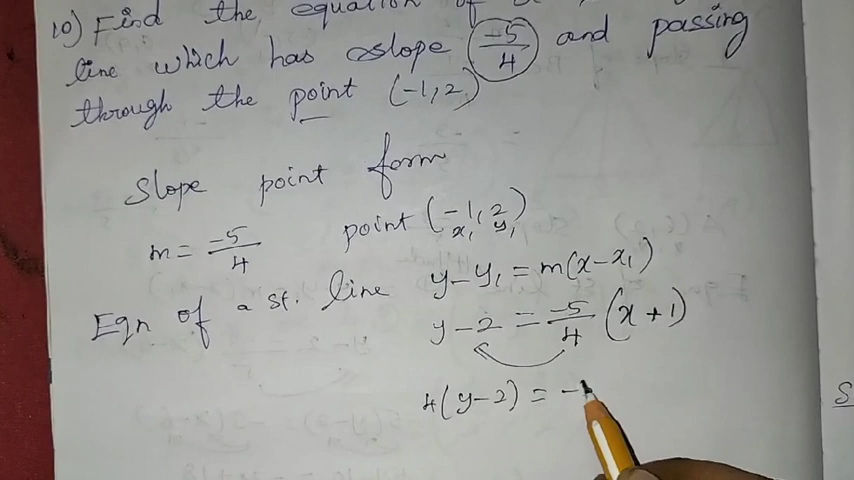 10) Find the equation of a
line which has a slope -5/4 and passing
through the point (-1, 2)
Slope point form
m = -5/4 point (-1, 2)
x₁ y₁
Eqn of a st. line y - y₁ = m(x - x₁)
y - 2 = -5/4 (x + 1)
4(y - 2) = -
S